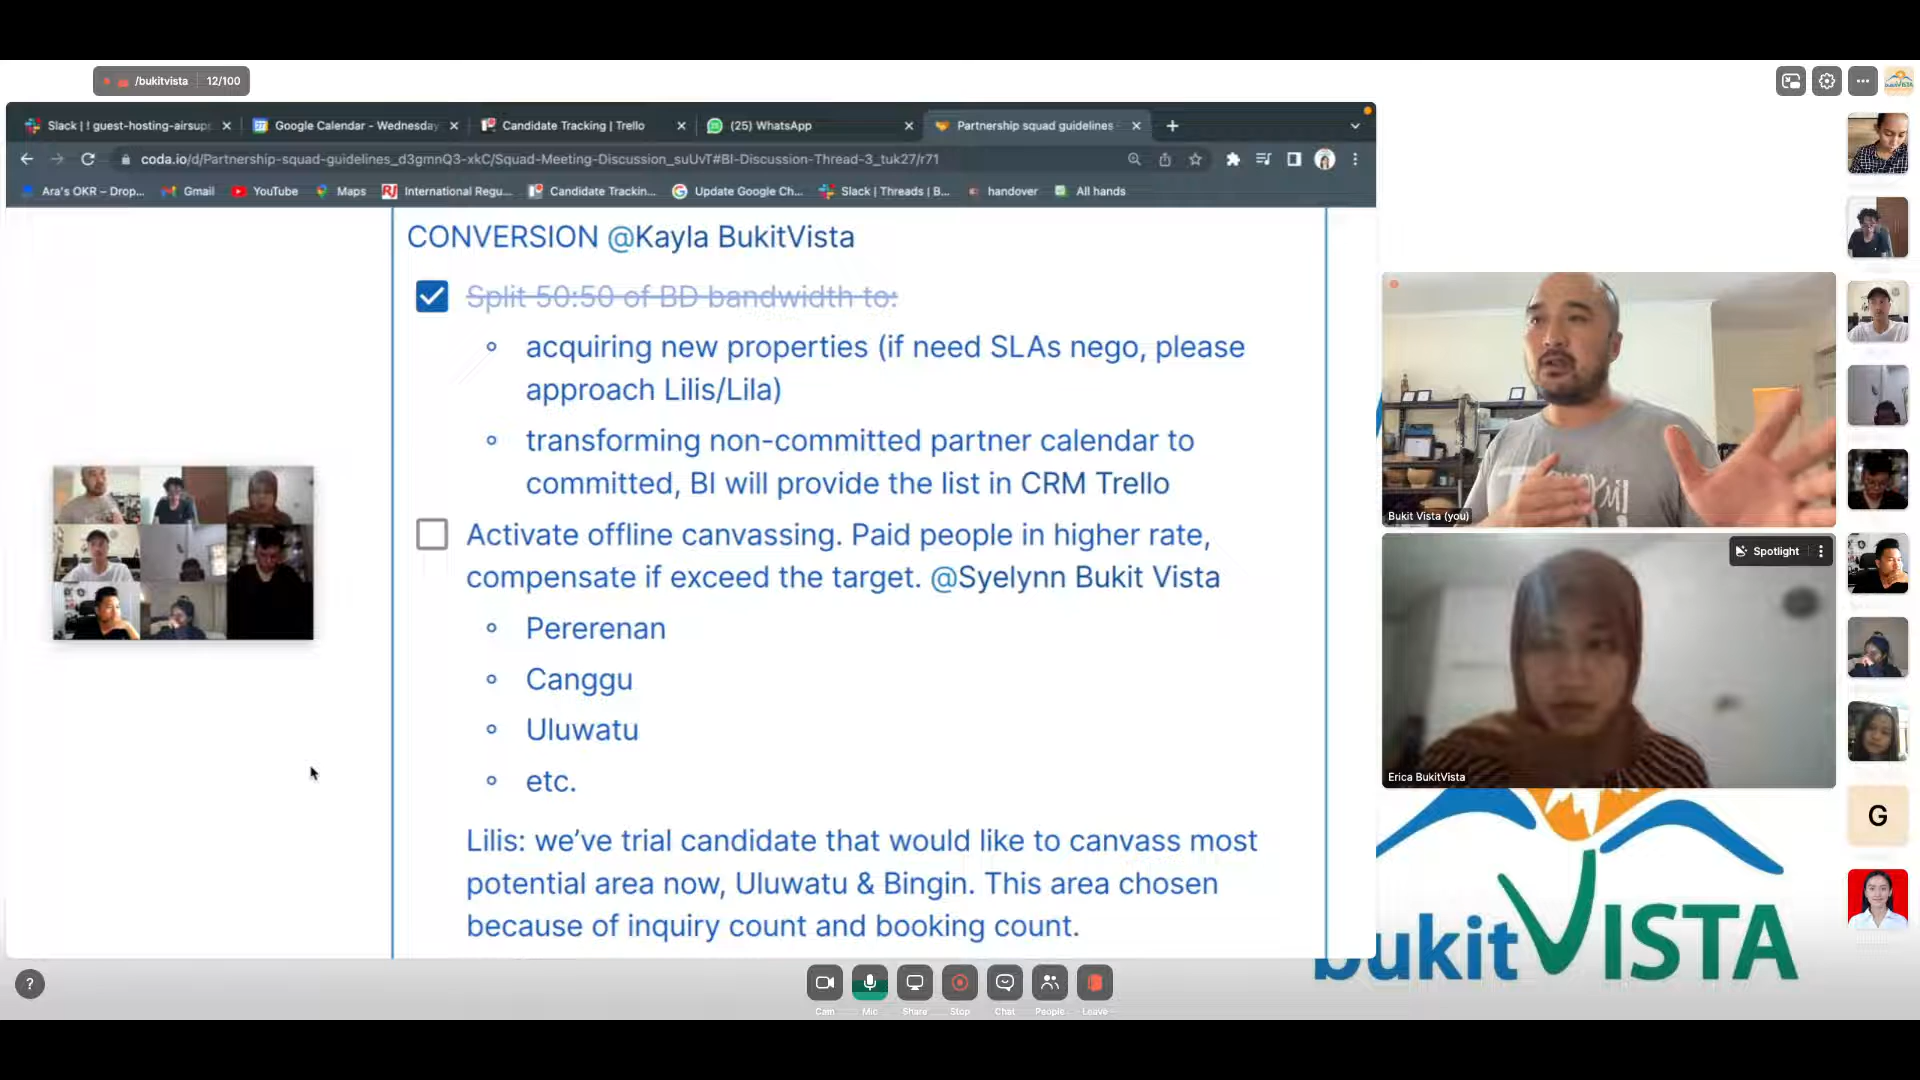 /bukitvista 12/100
Slack | ! guest-hosting-airsup
Google Calendar - Wednesday
Candidate Tracking | Trello
(25) WhatsApp
Partnership squad guidelines
coda.io/d/Partnership-squad-guidelines_d3gmnQ3-xkC/Squad-Meeting-Discussion_suUvT#BI-Discussion-Thread-3_tuk27/r71
Ara's OKR – Drop...
Gmail
YouTube
Maps
International Regu...
Candidate Trackin...
Update Google Ch...
Slack | Threads | B...
handover
All hands
CONVERSION @Kayla BukitVista
Split 50:50 of BD bandwidth to:
acquiring new properties (if need SLAs nego, please
approach Lilis/Lila)
transforming non-committed partner calendar to
committed, BI will provide the list in CRM Trello
Activate offline canvassing. Paid people in higher rate,
compensate if exceed the target. @Syelynn Bukit Vista
Pererenan
Canggu
Uluwatu
etc.
Lilis: we've trial candidate that would like to canvass most
potential area now, Uluwatu & Bingin. This area chosen
because of inquiry count and booking count.
Bukit Vista (you)
Spotlight
Erica BukitVista
G
bukitVISTA
?
Cam
Mic
Share
Stop
Chat
People
Leave